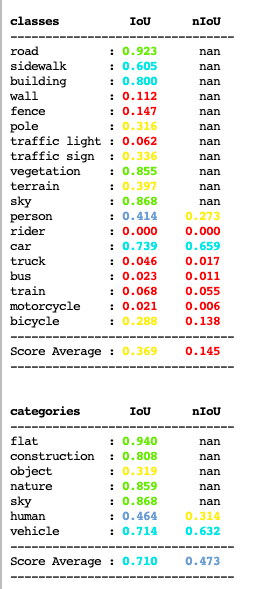 classes IoU nIoU
--------------------------------
road : 0.923 nan
sidewalk : 0.605 nan
building : 0.800 nan
wall : 0.112 nan
fence : 0.147 nan
pole : 0.316 nan
traffic light : 0.062 nan
traffic sign : 0.336 nan
vegetation : 0.855 nan
terrain : 0.397 nan
sky : 0.868 nan
person : 0.414 0.273
rider : 0.000 0.000
car : 0.739 0.659
truck : 0.046 0.017
bus : 0.023 0.011
train : 0.068 0.055
motorcycle : 0.021 0.006
bicycle : 0.288 0.138
--------------------------------
Score Average : 0.369 0.145
--------------------------------
categories IoU nIoU
--------------------------------
flat : 0.940 nan
construction : 0.808 nan
object : 0.319 nan
nature : 0.859 nan
sky : 0.868 nan
human : 0.464 0.314
vehicle : 0.714 0.632
--------------------------------
Score Average : 0.710 0.473
--------------------------------